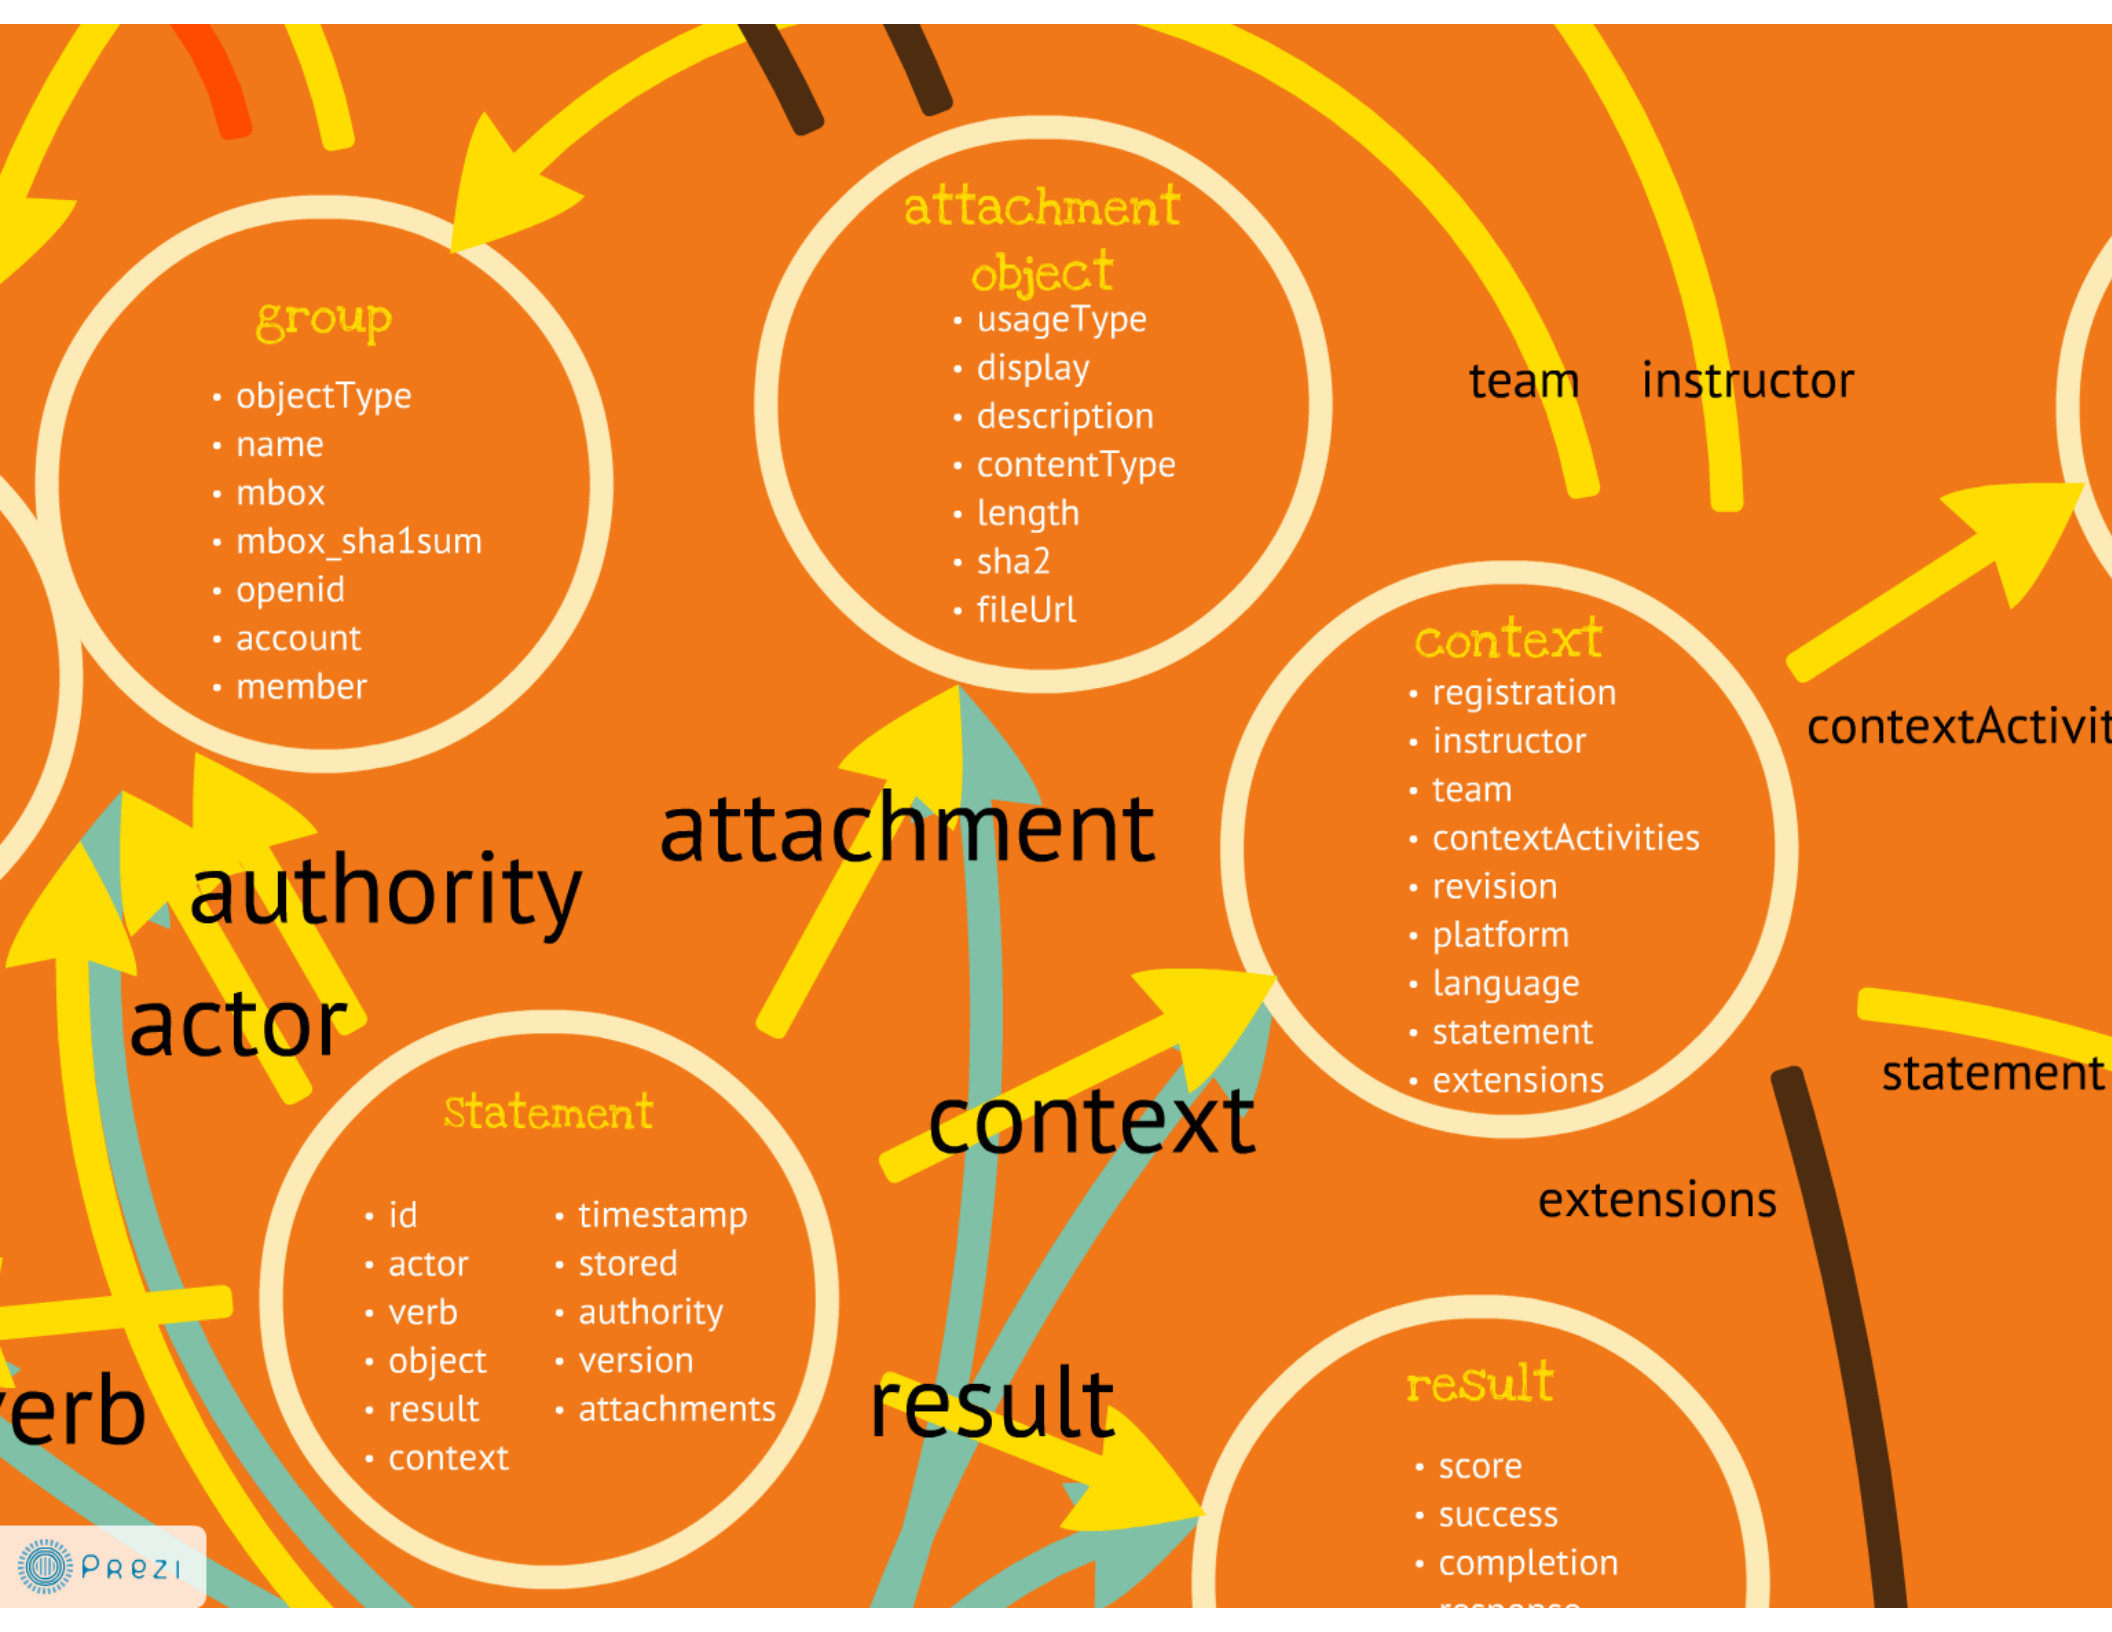 group
• objectType
• name
• mbox
• mbox_sha1sum
• openid
• account
• member
attachment
object
• usageType
• display
• description
• contentType
• length
• sha2
• fileUrl
team
instructor
context
• registration
• instructor
• team
• contextActivities
• revision
• platform
• language
• statement
• extensions
contextActivit
attachment
authority
actor
context
statement
extensions
Statement
• id
• actor
• verb
• object
• result
• context
• timestamp
• stored
• authority
• version
• attachments
erb
result
result
• score
• success
• completion
Prezi